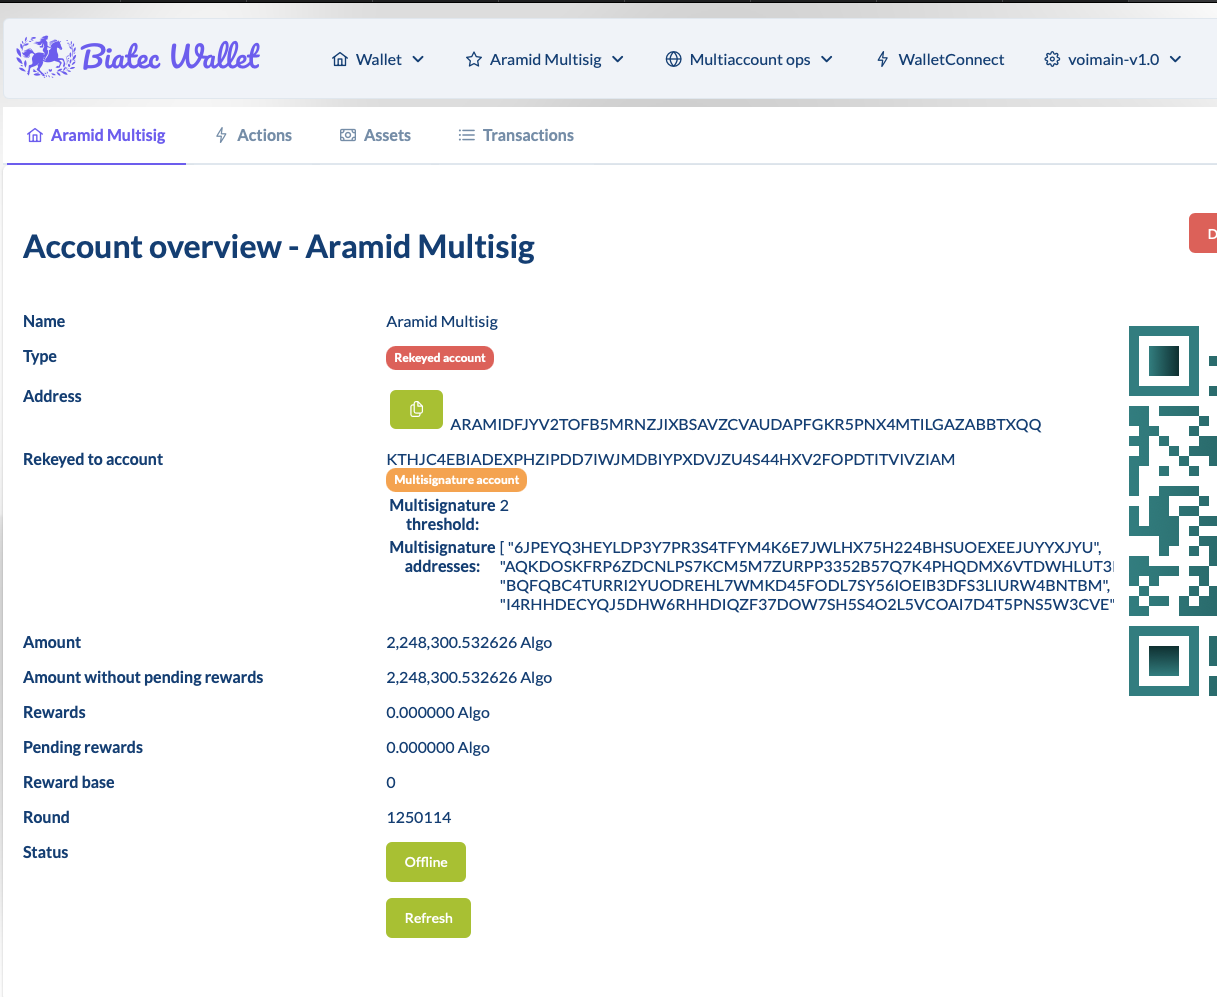 Biatec Wallet
Wallet
Aramid Multisig
Multiaccount ops
WalletConnect
voimain-v1.0
Aramid Multisig
Actions
Assets
Transactions
Account overview - Aramid Multisig
D
Name
Aramid Multisig
Type
Rekeyed account
Address
ARAMIDFJYV2TOFB5MRNZJIXBSAVZCVAUDAPFGKR5PNX4MTILGAZABBTXQQ
Rekeyed to account
KTHJC4EBIADEXPHZIPDD7IWJMDBIYPXDVJZU4S44HXV2FOPDTITVIVZIAM
Multisignature account
Multisignature threshold: 2
Multisignature addresses:
[ "6JPEYQ3HEYLDP3Y7PR3S4TFYM4K6E7JWLHX75H224BHSUOEXEEJUYYXJYU",
"AQKDOSKFRP6ZDCNLPS7KCM5M7ZURPP3352B57Q7K4PHQDMX6VTDWHLUT3
"BQFQBC4TURRI2YUODREHL7WMKD45FODL7SY56IOEIB3DFS3LIURW4BNTBM",
"I4RHHDECYQJ5DHW6RHHDIQZF37DOW7SH5S4O2L5VCOAI7D4T5PNS5W3CVE"
Amount
2,248,300.532626 Algo
Amount without pending rewards
2,248,300.532626 Algo
Rewards
0.000000 Algo
Pending rewards
0.000000 Algo
Reward base
0
Round
1250114
Status
Offline
Refresh